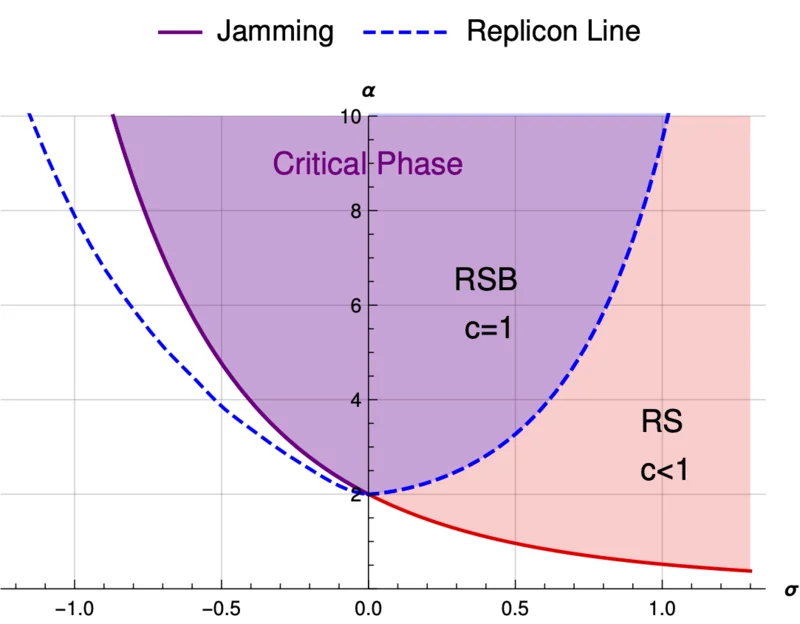 Jamming Replicon Line
α
10
Critical Phase
8
RSB
6
c=1
4
RS
c<1
2
σ
−1.0 −0.5 0.0 0.5 1.0